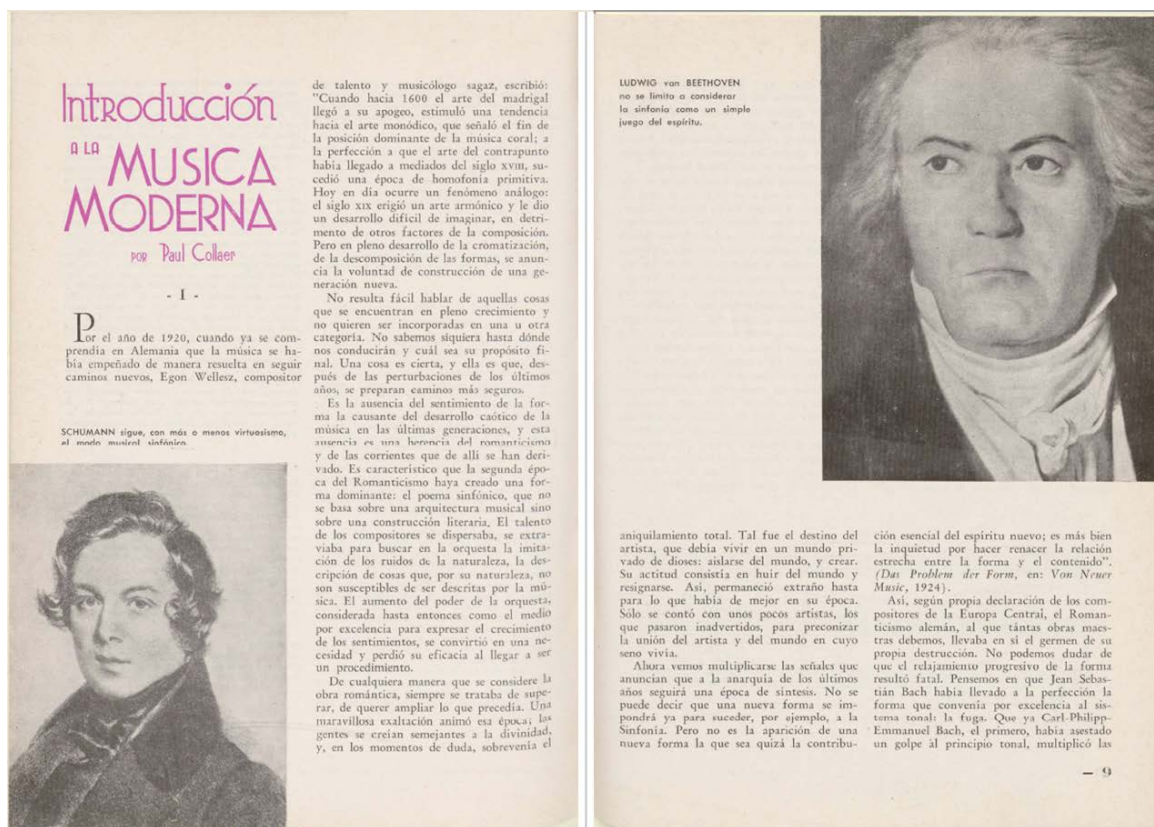 Introducción
A LA
MUSICA
MODERNA
POR Paul Collaer
- I -
Por el año de 1920, cuando ya se com-
prendía en Alemania que la música se ha-
bía empeñado de manera resuelta en seguir
caminos nuevos, Egon Wellesz, compositor
SCHUMANN sigue, con más o menos virtuosismo,
el modo musical sinfónico.
de talento y musicólogo sagaz, escribió:
"Cuando hacia 1600 el arte del madrigal
llegó a su apogeo, estimuló una tendencia
hacia el arte monódico, que señaló el fin de
la posición dominante de la música coral; a
la perfección a que el arte del contrapunto
había llegado a mediados del siglo XVIII, su-
cedió una época de homofonía primitiva.
Hoy en día ocurre un fenómeno análogo:
el siglo XIX erigió un arte armónico y le dio
un desarrollo difícil de imaginar, en detri-
mento de otros factores de la composición.
Pero en pleno desarrollo de la cromatización,
de la descomposición de las formas, se anun-
cia la voluntad de construcción de una ge-
neración nueva.
No resulta fácil hablar de aquellas cosas
que se encuentran en pleno crecimiento y
no quieren ser incorporadas en una u otra
categoría. No sabemos siquiera hasta dónde
nos conducirán y cuál sea su propósito fi-
nal. Una cosa es cierta, y ella es que, des-
pués de las perturbaciones de los últimos
años, se preparan caminos más seguros.
Es la ausencia del sentimiento de la for-
ma la causante del desarrollo caótico de la
música en las últimas generaciones, y esta
ausencia es una herencia del romanticismo
y de las corrientes que de allí se han deri-
vado. Es característico que la segunda épo-
ca del Romanticismo haya creado una for-
ma dominante: el poema sinfónico, que no
se basa sobre una arquitectura musical sino
sobre una construcción literaria. El talento
de los compositores se dispersaba, se extra-
viaba para buscar en la orquesta la imita-
ción de los ruidos de la naturaleza, la des-
cripción de cosas que, por su naturaleza, no
son susceptibles de ser descritas por la mú-
sica. El aumento del poder de la orquesta,
considerada hasta entonces como el medio
por excelencia para expresar el crecimiento
de los sentimientos, se convirtió en una ne-
cesidad y perdió su eficacia al llegar a ser
un procedimiento.
De cualquiera manera que se considere la
obra romántica, siempre se trataba de supe-
rar, de querer ampliar lo que precedía. Una
maravillosa exaltación animó esa época; las
gentes se creían semejantes a la divinidad,
y, en los momentos de duda, sobrevenía el
LUDWIG van BEETHOVEN
no se limita a considerar
la sinfonía como un simple
juego del espíritu.
aniquilamiento total. Tal fue el destino del
artista, que debía vivir en un mundo pri-
vado de dioses: aislarse del mundo, y crear.
Su actitud consistía en huir del mundo y
resignarse. Así, permaneció extraño hasta
para lo que había de mejor en su época.
Sólo se contó con unos pocos artistas, los
que pasaron inadvertidos, para preconizar
la unión del artista y del mundo en cuyo
seno vivía.
Ahora vemos multiplicarse las señales que
anuncian que a la anarquía de los últimos
años seguirá una época de síntesis. No se
puede decir que una nueva forma se im-
pondrá ya para suceder, por ejemplo, a la
Sinfonía. Pero no es la aparición de una
nueva forma la que sea quizá la contribu-
ción esencial del espíritu nuevo; es más bien
la inquietud por hacer renacer la relación
estrecha entre la forma y el contenido".
(Das Problem der Form, en: Von Neuer
Music, 1924).
Así, según propia declaración de los com-
positores de la Europa Central, el Roman-
ticismo alemán, al que tántas obras maes-
tras debemos, llevaba en sí el germen de su
propia destrucción. No podemos dudar de
que el relajamiento progresivo de la forma
resultó fatal. Pensemos en que Jean Sebas-
tián Bach había llevado a la perfección la
forma que convenía por excelencia al sis-
tema tonal: la fuga. Que ya Carl-Philipp-
Emmanuel Bach, el primero, había asestado
un golpe al principio tonal, multiplicó las
— 9